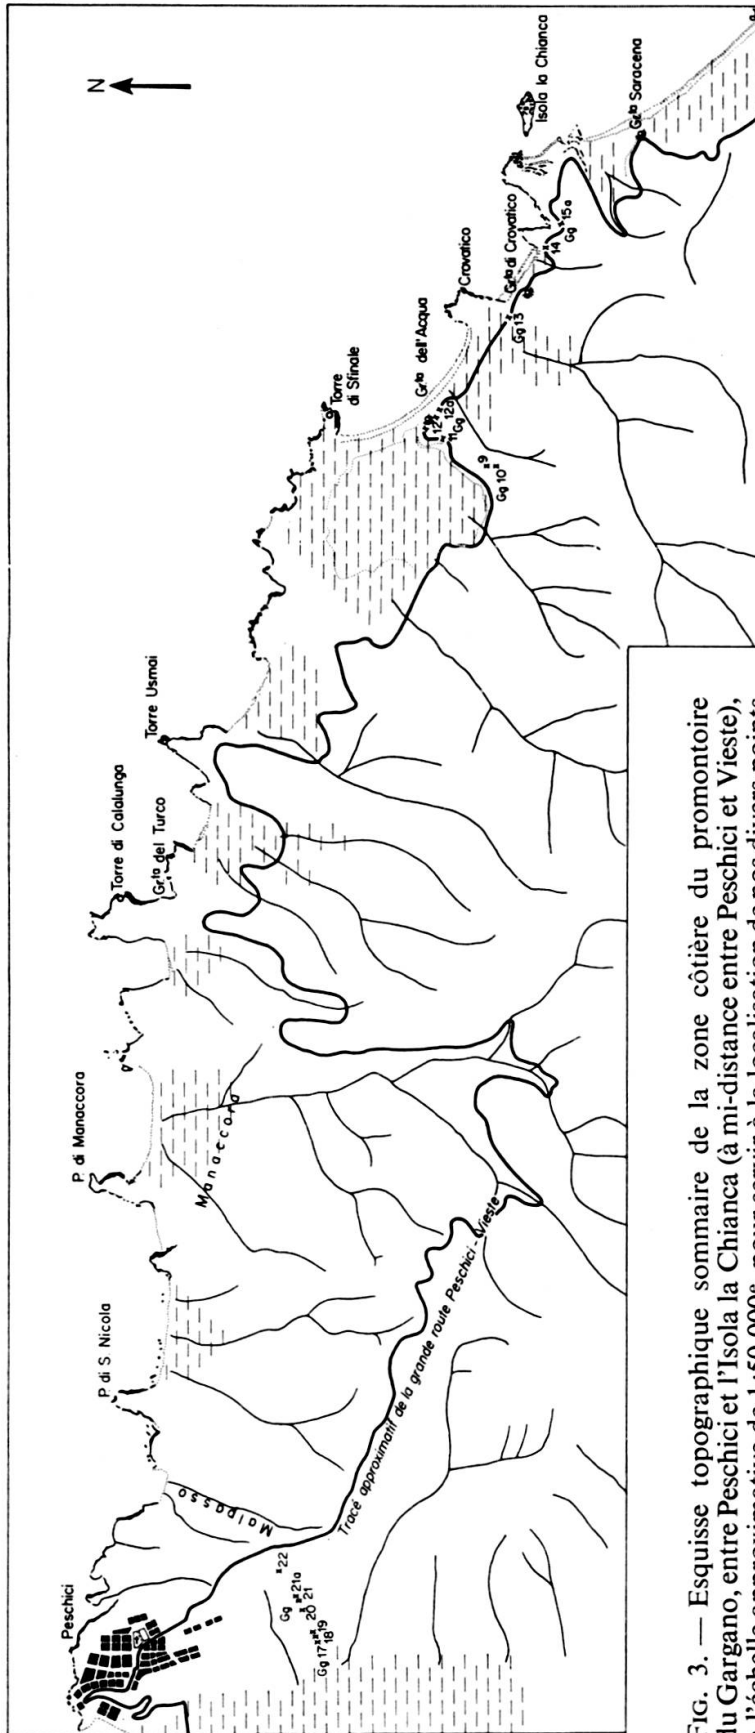 N
Peschici
P. di S. Nicola
P. di Manaccora
Torre di Calalunga
Grta del Turco
Torre Usmai
Torre di Sfinale
Grta dell'Acqua
Crovatico
Grta di Crovatico
Isola la Chianca
Grta Saracena
Malpasso
Manaccora
Tracé approximatif de la grande route Peschici - Vieste
22
Gg
21a
21
20
19
18
Gg 17
12
12a
11 Gg
9
Gg 10
Gg 13
14
Gg
15a
FIG. 3. — Esquisse topographique sommaire de la zone côtière du promontoire
du Gargano, entre Peschici et l'Isola la Chianca (à mi-distance entre Peschici et Vieste),